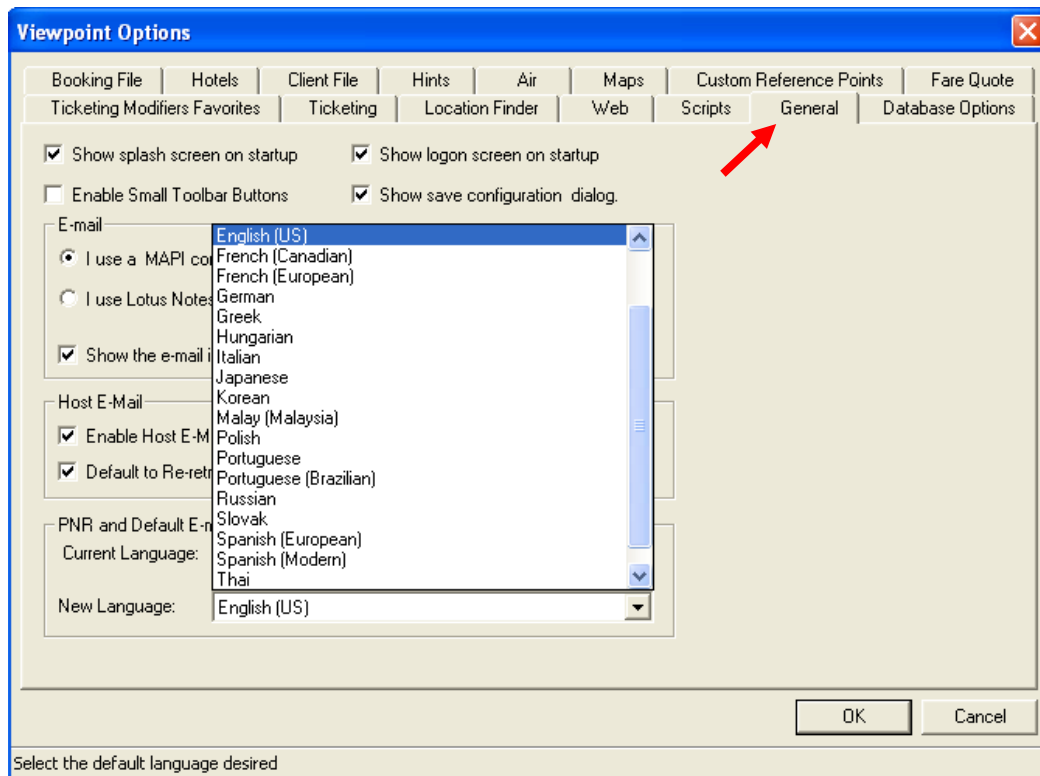 Viewpoint Options
Booking File Hotels Client File Hints Air Maps Custom Reference Points Fare Quote
Ticketing Modifiers Favorites Ticketing Location Finder Web Scripts General Database Options
Show splash screen on startup Show logon screen on startup
Enable Small Toolbar Buttons Show save configuration dialog.
E-mail
English (US)
I use a MAPI co
French (Canadian)
French (European)
I use Lotus Notes
German
Greek
Hungarian
Show the e-mail i
Italian
Japanese
Host E-Mail
Korean
Malay (Malaysia)
Enable Host E-M
Polish
Portuguese
Default to Re-retr
Portuguese (Brazilian)
Russian
PNR and Default E-m
Slovak
Spanish (European)
Current Language:
Spanish (Modern)
Thai
New Language: English (US)
OK Cancel
Select the default language desired